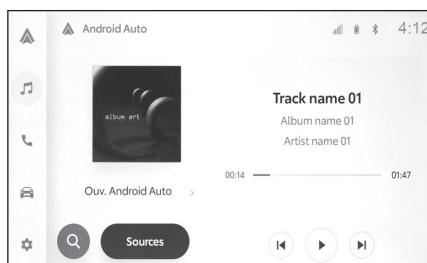 Android Auto
4:12
album art
Track name 01
Album name 01
Artist name 01
00:14
01:47
Ouv. Android Auto
Sources